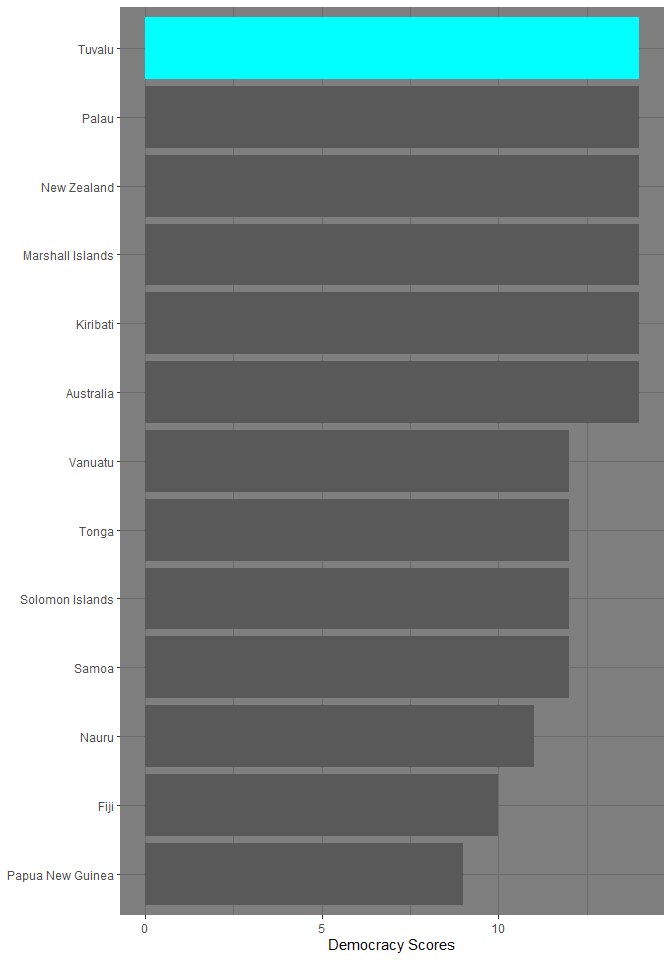 Tuvalu
Palau
New Zealand
Marshall Islands
Kiribati
Australia
Vanuatu
Tonga
Solomon Islands
Samoa
Nauru
Fiji
Papua New Guinea
0 5 10
Democracy Scores